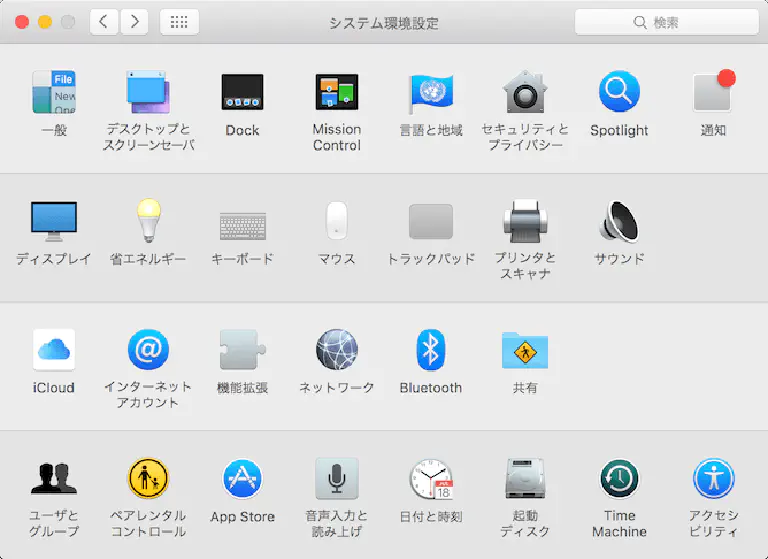 システム環境設定
検索
File
New
Ope
一般
デスクトップと
スクリーンセーバ
Dock
Mission
Control
言語と地域
セキュリティと
プライバシー
Spotlight
通知
ディスプレイ
省エネルギー
キーボード
マウス
トラックパッド
プリンタと
スキャナ
サウンド
iCloud
@
インターネット
アカウント
機能拡張
ネットワーク
Bluetooth
共有
ユーザと
グループ
ペアレンタル
コントロール
App Store
音声入力と
読み上げ
18
日付と時刻
起動
ディスク
Time
Machine
アクセシ
ビリティ